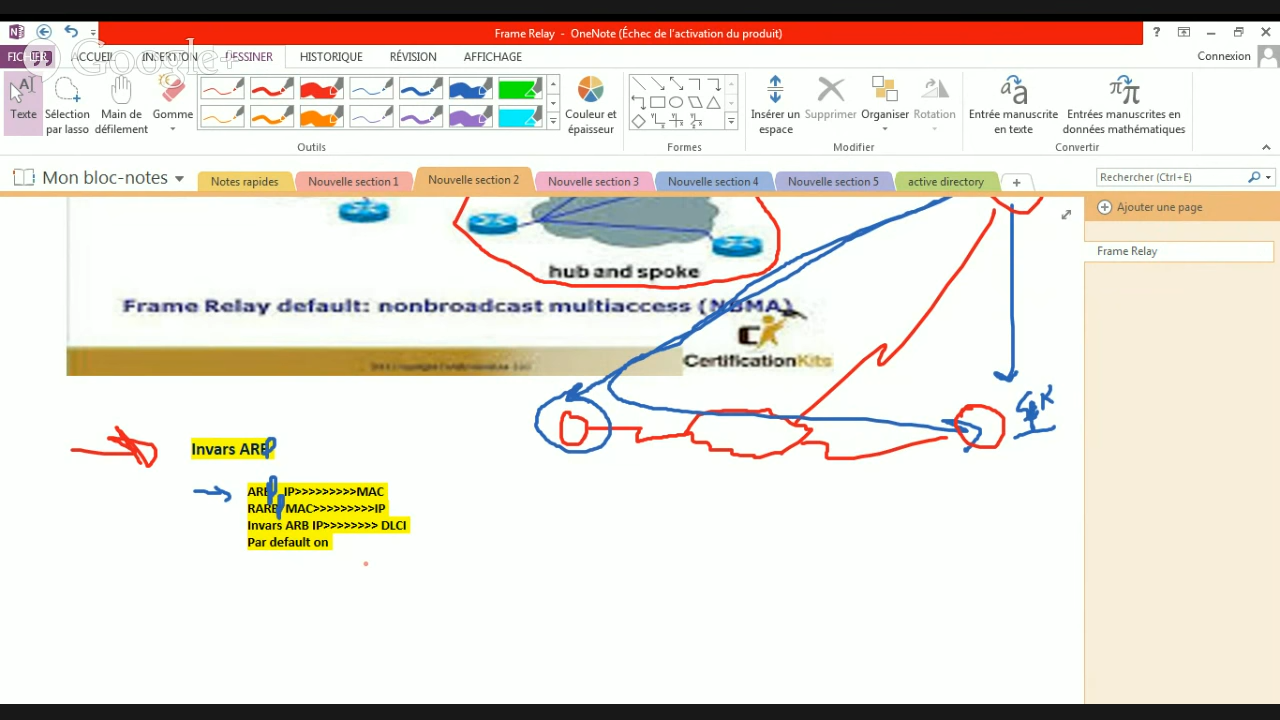 Frame Relay - OneNote (Échec de l'activation du produit)
Google+
FICHIER ACCUEIL INSERTION DESSINER HISTORIQUE RÉVISION AFFICHAGE Connexion
Texte
Sélection par lasso
Main de défilement
Gomme
Couleur et épaisseur
Insérer un espace
Supprimer
Organiser
Rotation
Entrée manuscrite en texte
Entrées manuscrites en données mathématiques
Outils Formes Modifier Convertir
Mon bloc-notes Notes rapides Nouvelle section 1 Nouvelle section 2 Nouvelle section 3 Nouvelle section 4 Nouvelle section 5 active directory Rechercher (Ctrl+E)
Ajouter une page
Frame Relay
hub and spoke
Frame Relay default: nonbroadcast multiaccess (NBMA)
CertificationKits
Invars ARP
ARP IP>>>>>>>>>MAC
RARP MAC>>>>>>>>>IP
Invars ARB IP>>>>>>>> DLCI
Par default on